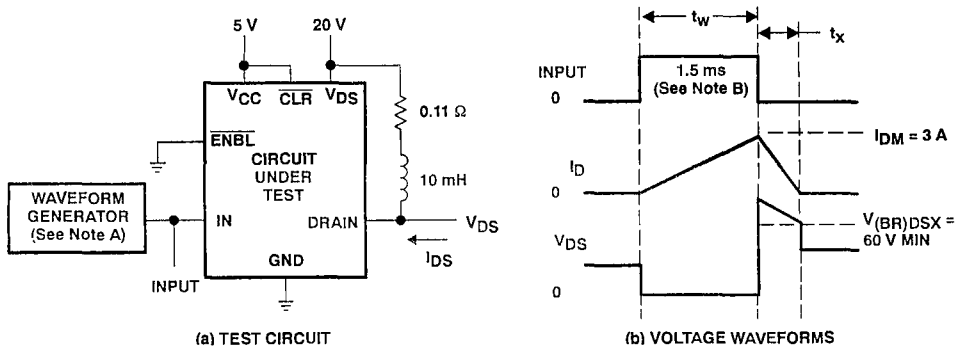 5 V
20 V
VCC
CLR
VDS
0.11 Ω
ENBL
CIRCUIT
UNDER
TEST
10 mH
WAVEFORM
GENERATOR
(See Note A)
IN
DRAIN
VDS
IDS
GND
INPUT
(a) TEST CIRCUIT
tw
tx
INPUT
0
1.5 ms
(See Note B)
IDM = 3 A
ID
0
V(BR)DSX =
60 V MIN
VDS
0
(b) VOLTAGE WAVEFORMS